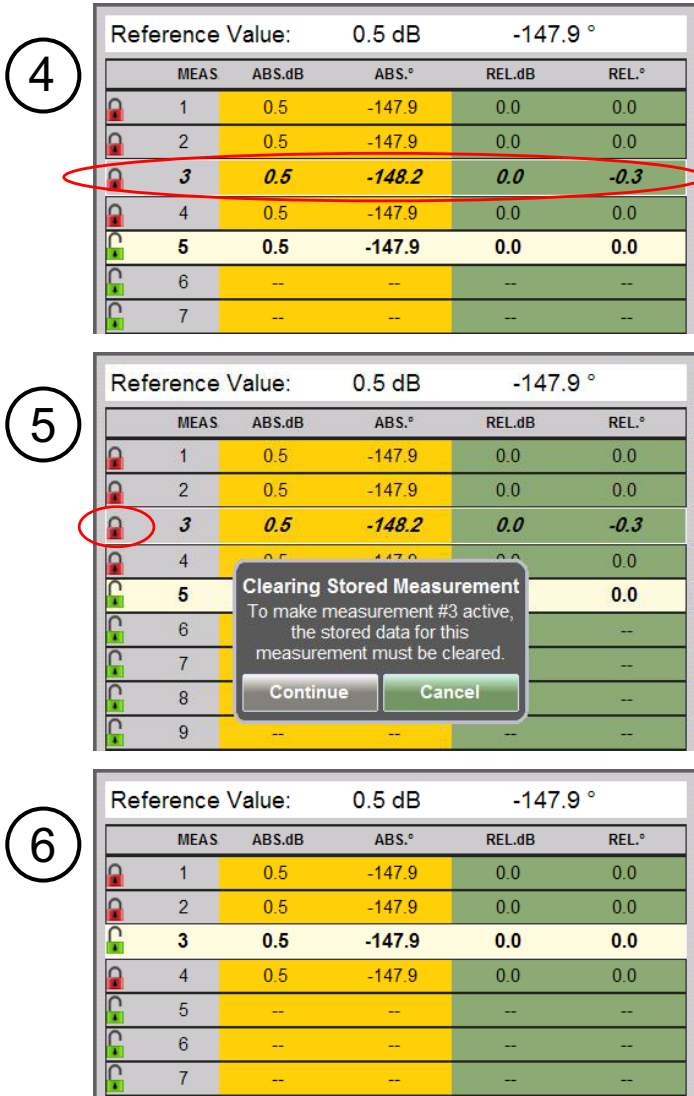 4
Reference Value: 0.5 dB -147.9 °
MEAS. ABS.dB ABS.° REL.dB REL.°
1 0.5 -147.9 0.0 0.0
2 0.5 -147.9 0.0 0.0
3 0.5 -148.2 0.0 -0.3
4 0.5 -147.9 0.0 0.0
5 0.5 -147.9 0.0 0.0
6 -- -- -- --
7 -- -- -- --
5
Reference Value: 0.5 dB -147.9 °
MEAS. ABS.dB ABS.° REL.dB REL.°
1 0.5 -147.9 0.0 0.0
2 0.5 -147.9 0.0 0.0
3 0.5 -148.2 0.0 -0.3
4 0.0
5 0.0
Clearing Stored Measurement
To make measurement #3 active,
the stored data for this
measurement must be cleared.
Continue Cancel
6 --
7 --
8 --
9 -- -- -- --
6
Reference Value: 0.5 dB -147.9 °
MEAS. ABS.dB ABS.° REL.dB REL.°
1 0.5 -147.9 0.0 0.0
2 0.5 -147.9 0.0 0.0
3 0.5 -147.9 0.0 0.0
4 0.5 -147.9 0.0 0.0
5 -- -- -- --
6 -- -- -- --
7 -- -- -- --